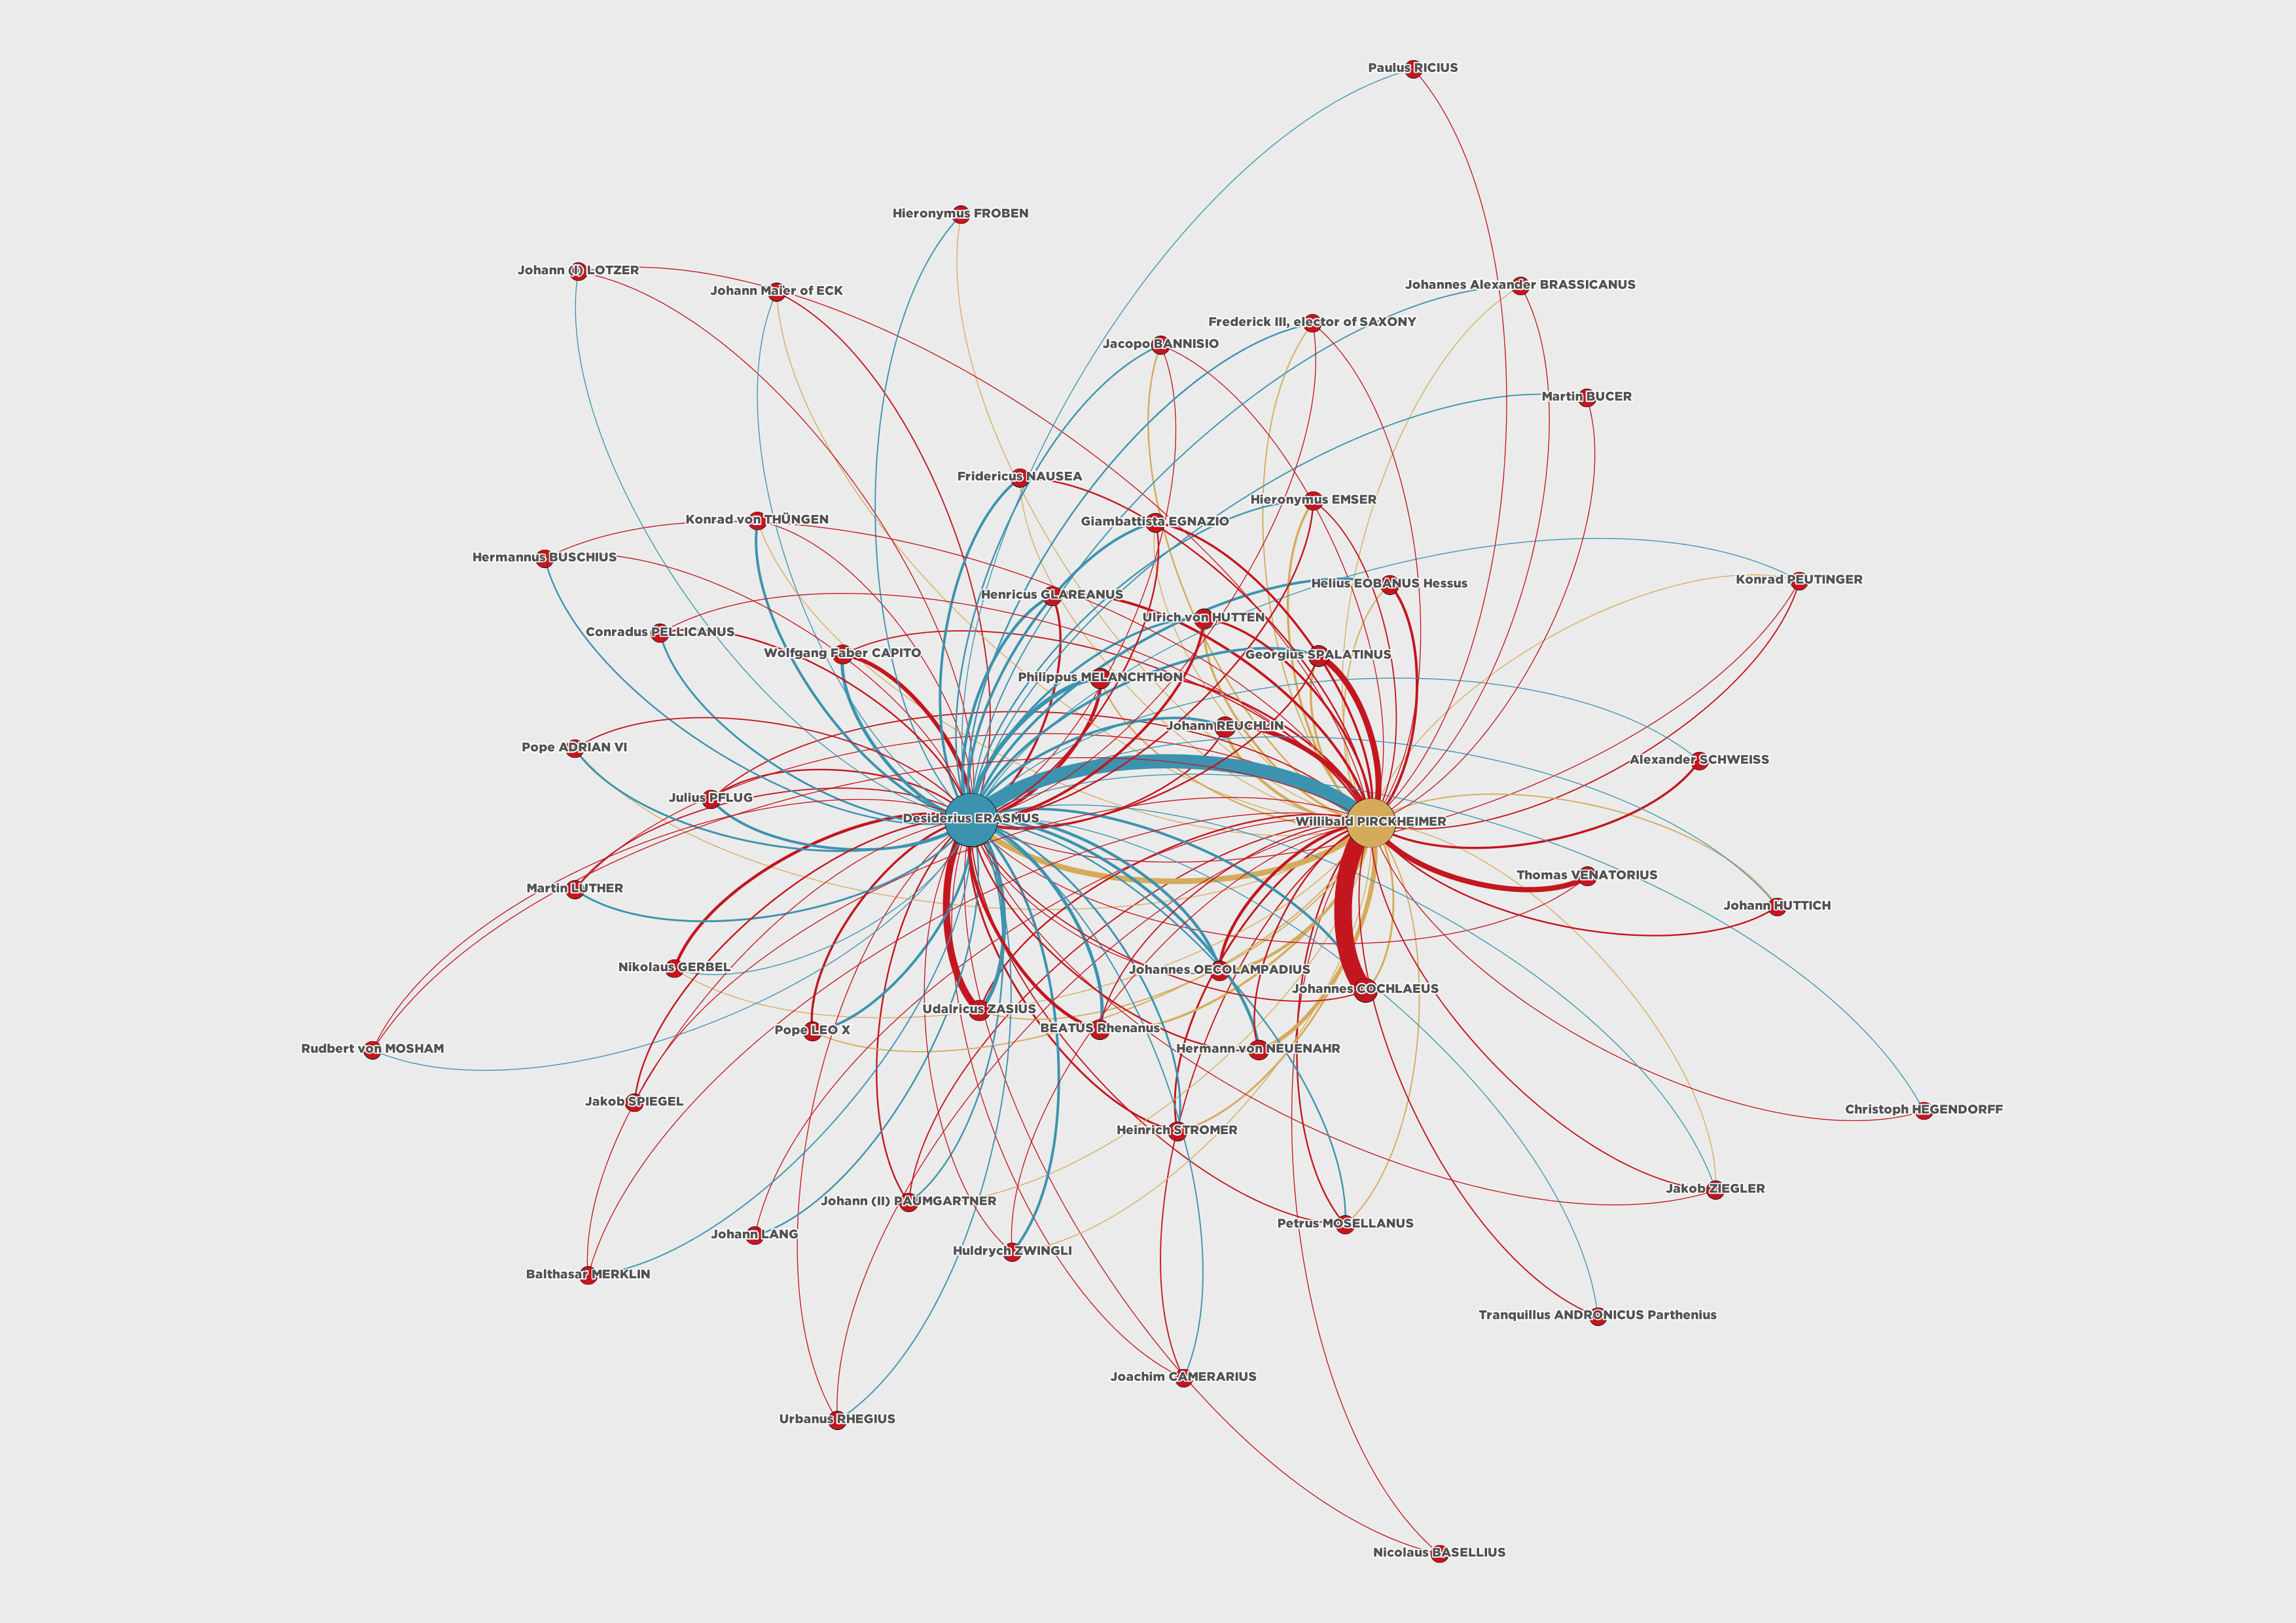 Paulus RICIUS
Hieronymus FROBEN
Johann (I) LOTZER
Johann Maier of ECK
Johannes Alexander BRASSICANUS
Frederick III, elector of SAXONY
Jacopo BANNISIO
Martin BUCER
Fridericus NAUSEA
Hieronymus EMSER
Konrad von THÜNGEN
Giambattista EGNAZIO
Hermannus BUSCHIUS
Konrad PEUTINGER
Helius EOBANUS Hessus
Henricus GLAREANUS
Ulrich von HUTTEN
Conradus PELLICANUS
Wolfgang Faber CAPITO
Georgius SPALATINUS
Philippus MELANCHTHON
Johann REUCHLIN
Pope ADRIAN VI
Alexander SCHWEISS
Julius PFLUG
Desiderius ERASMUS
Willibald PIRCKHEIMER
Thomas VENATORIUS
Martin LUTHER
Johann HUTTICH
Nikolaus GERBEL
Johannes OECOLAMPADIUS
Johannes COCHLAEUS
Udalricus ZASIUS
Pope LEO X
BEATUS Rhenanus
Rudbert von MOSHAM
Hermann von NEUENAHR
Jakob SPIEGEL
Christoph HEGENDORFF
Heinrich STROMER
Jakob ZIEGLER
Johann (II) PAUMGARTNER
Petrus MOSELLANUS
Johann LANG
Huldrych ZWINGLI
Balthasar MERKLIN
Tranquillus ANDRONICUS Parthenius
Joachim CAMERARIUS
Urbanus RHEGIUS
Nicolaus BASELLIUS